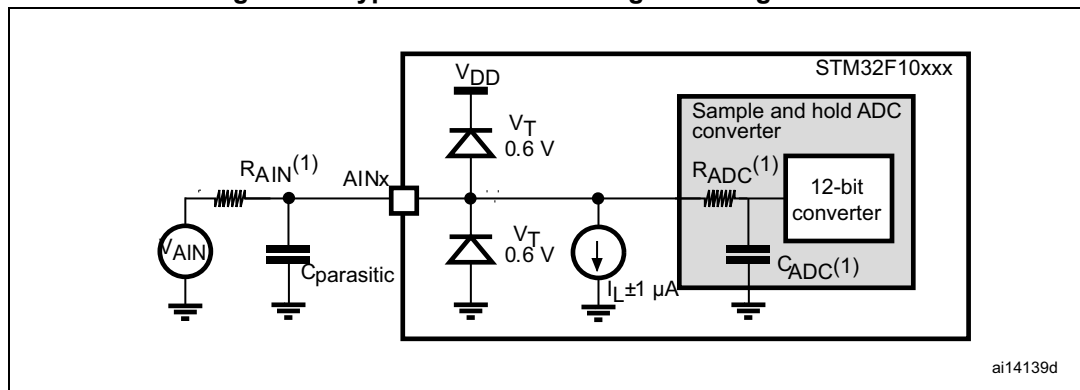 STM32F10xxx
VDD
Sample and hold ADC
converter
VT
0.6 V
RAIN(1)
AINx
RADC(1)
12-bit
converter
VAIN
Cparasitic
VT
0.6 V
IL±1 µA
CADC(1)
ai14139d